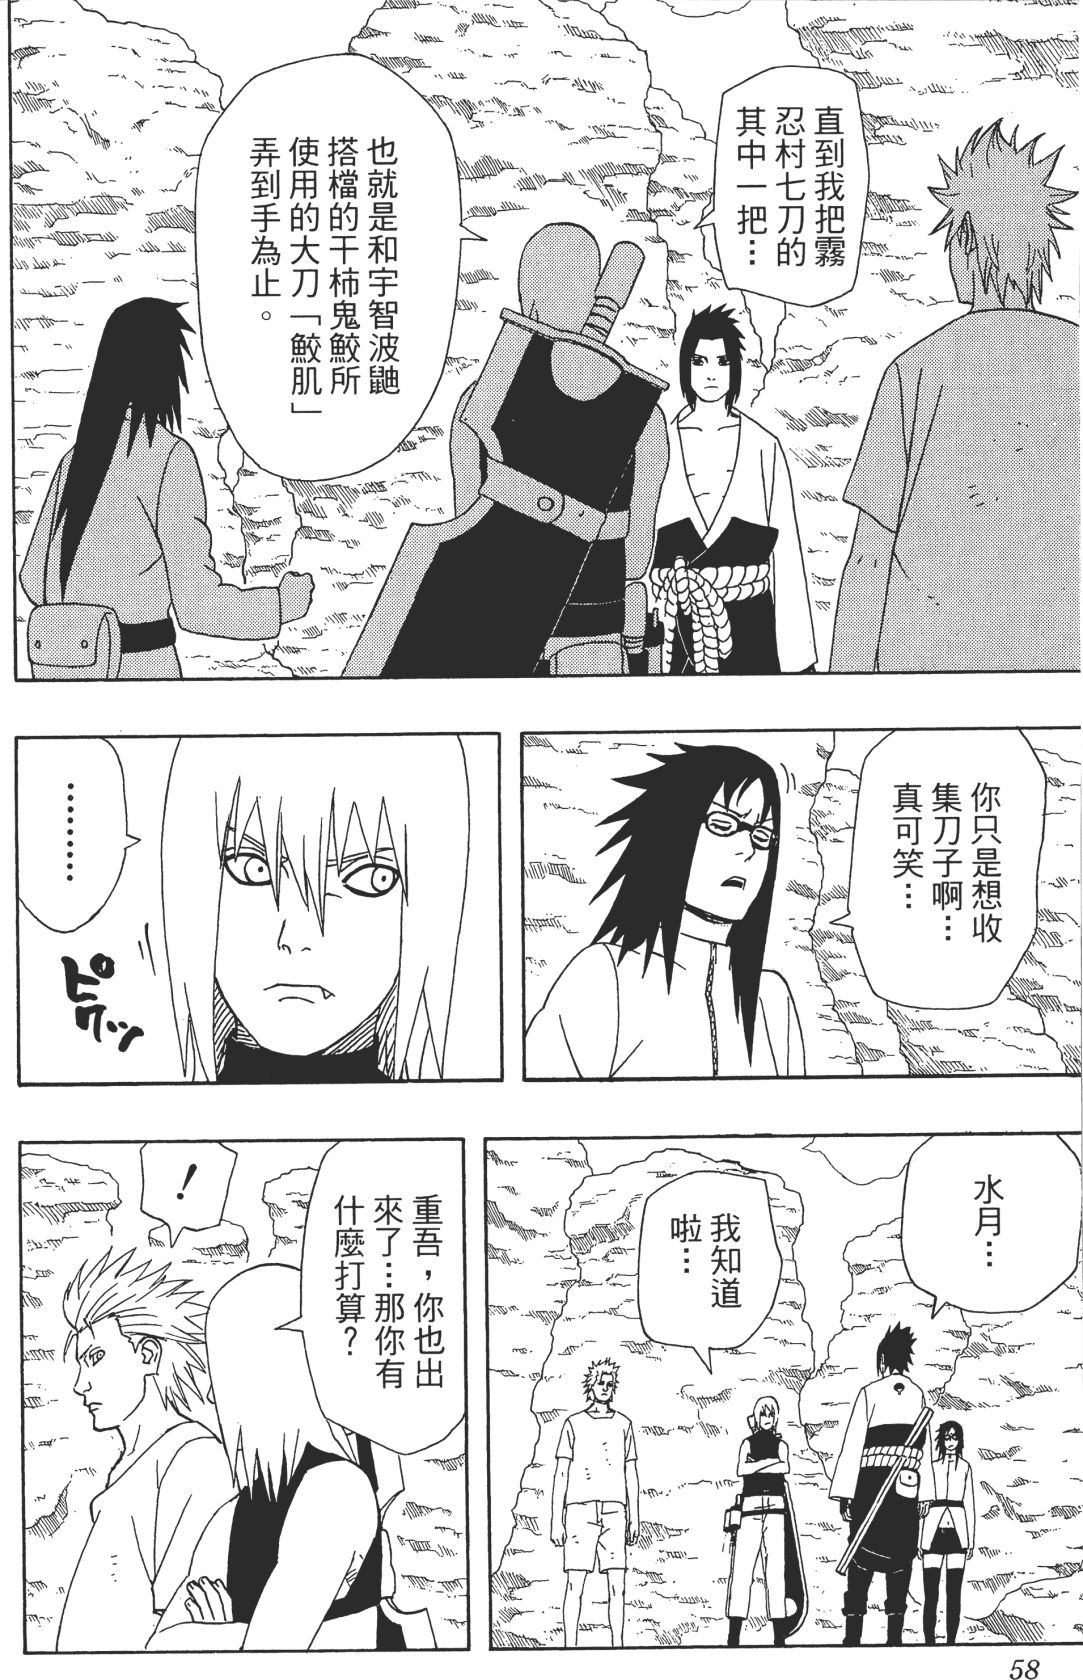 直到我把霧
忍村七刀的
其中一把…
也就是和宇智波鼬
搭檔的干柿鬼鮫所
使用的大刀「鮫肌」
弄到手為止。
你只是想收
集刀子啊…
真可笑…
………
ピクッ
水月…
我知道
啦…
重吾，你也出
來了…那你有
什麼打算？
！
58